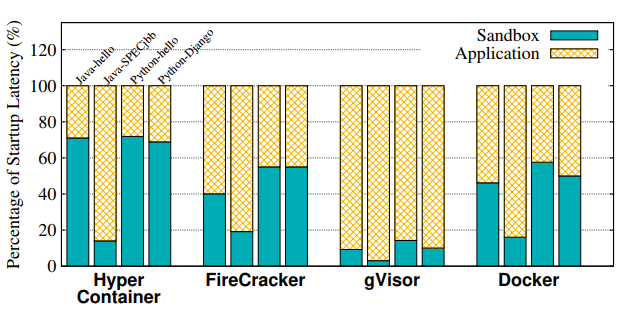 Percentage of Startup Latency (%)
120
100
80
60
40
20
0
Java-hello
Java-SPECjbb
Python-hello
Python-Django
Sandbox
Application
Hyper
Container
FireCracker
gVisor
Docker